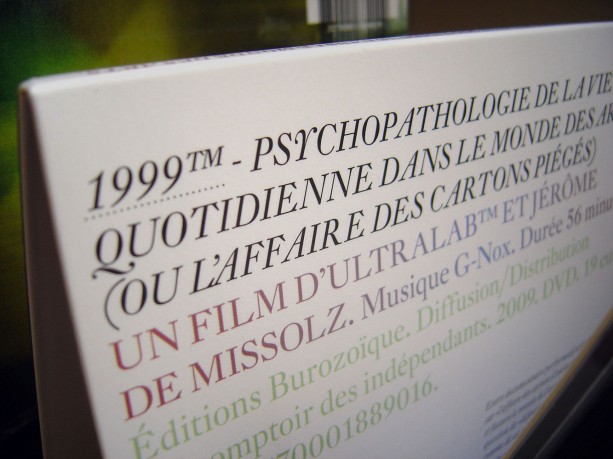 1999™ - PSYCHOPATHOLOGIE DE LA VIE
QUOTIDIENNE DANS LE MONDE DES
(OU L'AFFAIRE DES CARTONS PIÉGÉS)
UN FILM D'ULTRALAB™ ET JÉRÔME
DE MISSOLZ. Musique G-Nox. Durée 56
Éditions Burozoïque. Diffusion/Distribution
omptoir des indépendants. 2009, DVD, 19
70001889016.